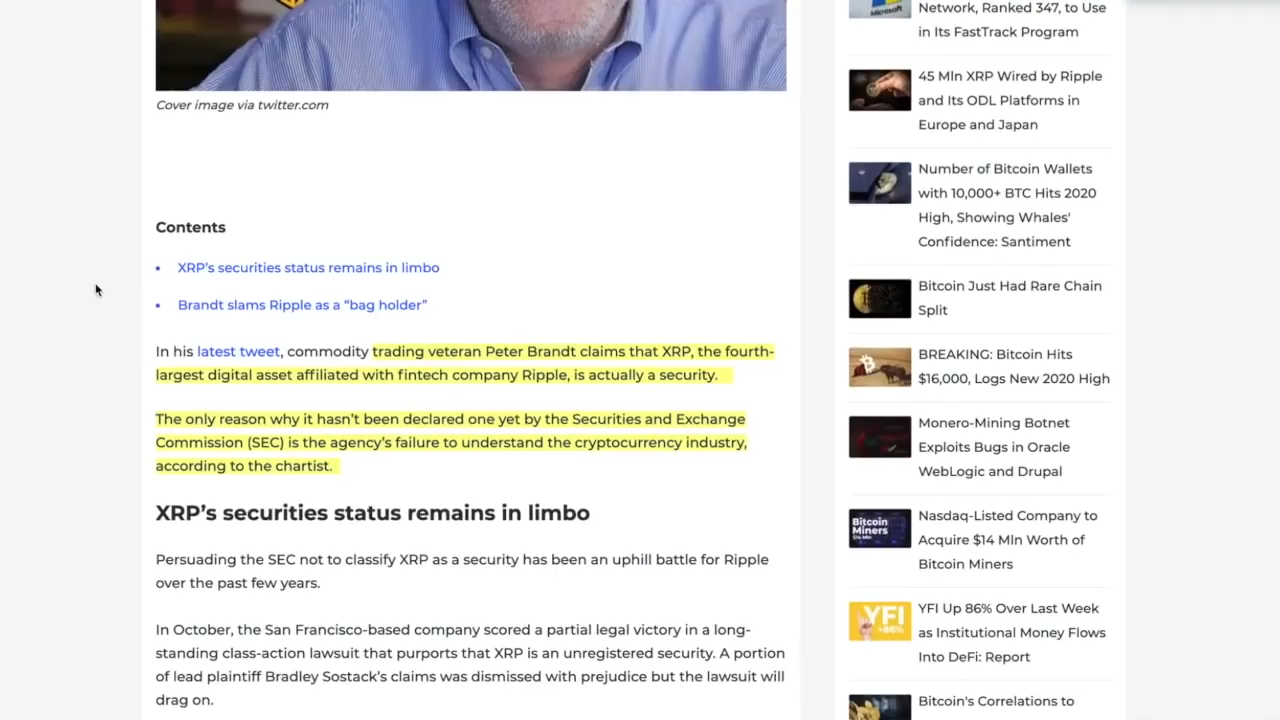 Cover image via twitter.com
Contents
• XRP’s securities status remains in limbo
• Brandt slams Ripple as a “bag holder”
In his latest tweet, commodity trading veteran Peter Brandt claims that XRP, the fourth-
largest digital asset affiliated with fintech company Ripple, is actually a security.
The only reason why it hasn’t been declared one yet by the Securities and Exchange
Commission (SEC) is the agency’s failure to understand the cryptocurrency industry,
according to the chartist.
XRP’s securities status remains in limbo
Persuading the SEC not to classify XRP as a security has been an uphill battle for Ripple
over the past few years.
In October, the San Francisco-based company scored a partial legal victory in a long-
standing class-action lawsuit that purports that XRP is an unregistered security. A portion
of lead plaintiff Bradley Sostack’s claims was dismissed with prejudice but the lawsuit will
drag on.
Microsoft
Network, Ranked 347, to Use
in Its FastTrack Program
45 Mln XRP Wired by Ripple
and Its ODL Platforms in
Europe and Japan
Number of Bitcoin Wallets
with 10,000+ BTC Hits 2020
High, Showing Whales'
Confidence: Santiment
Bitcoin Just Had Rare Chain
Split
BREAKING: Bitcoin Hits
$16,000, Logs New 2020 High
Monero-Mining Botnet
Exploits Bugs in Oracle
WebLogic and Drupal
Bitcoin
Miners
$14 Mln
Nasdaq-Listed Company to
Acquire $14 Mln Worth of
Bitcoin Miners
YFI
+86%
YFI Up 86% Over Last Week
as Institutional Money Flows
Into DeFi: Report
Bitcoin's Correlations to